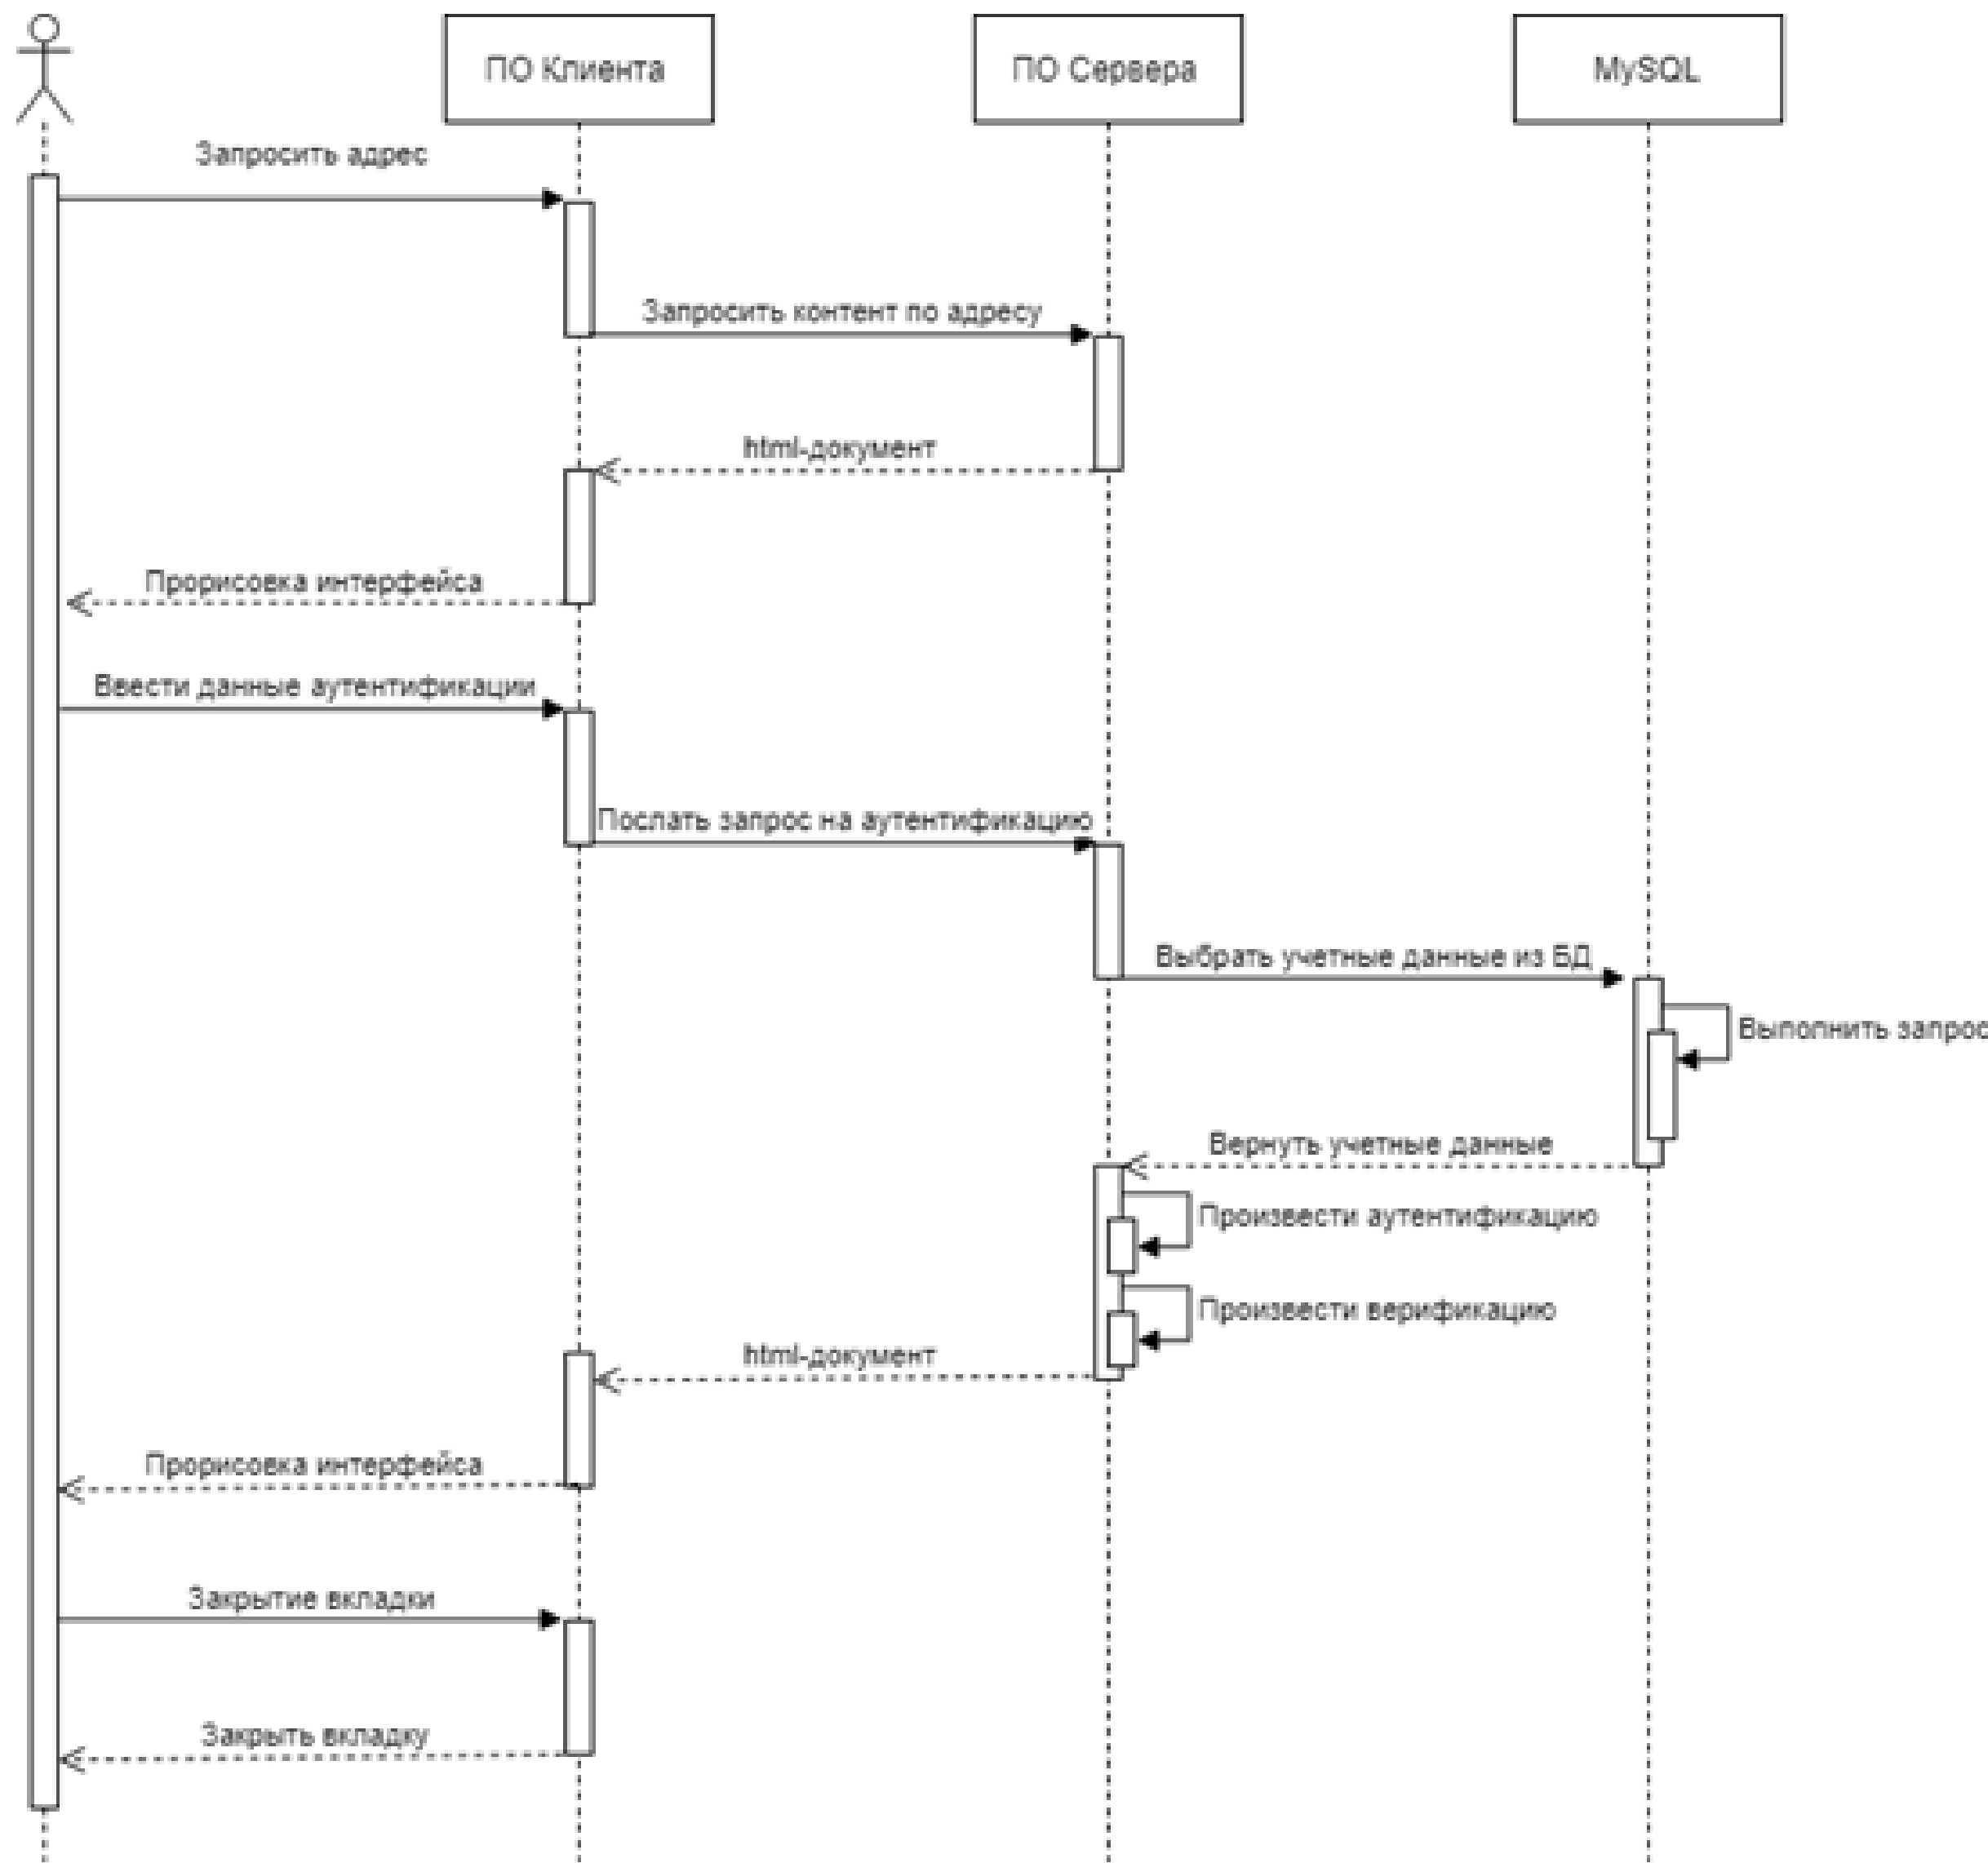 ПО Клиента
ПО Сервера
MySQL
Запросить адрес
Запросить контент по адресу
html-документ
Прорисовка интерфейса
Ввести данные аутентификации
Послать запрос на аутентификацию
Выбрать учетные данные из БД
Выполнить запрос
Вернуть учетные данные
Произвести аутентификацию
Произвести верификацию
html-документ
Прорисовка интерфейса
Закрытие вкладки
Закрыть вкладку